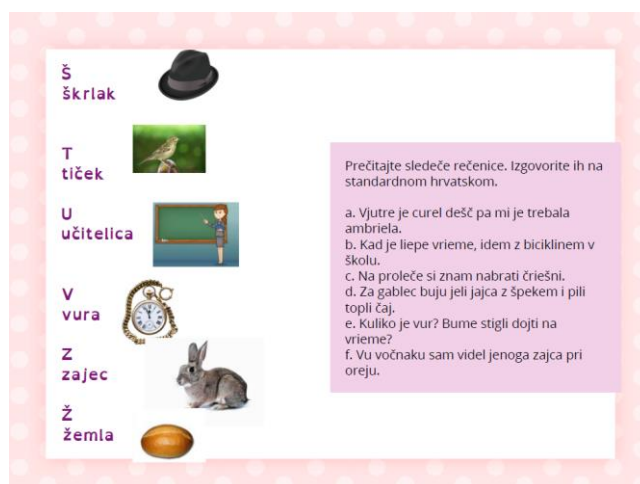 Š
škrlak
T
tiček
U
učitelica
V
vura
Z
zajec
Ž
žemla
Prečitajte sledeče rečenice. Izgovorite ih na
standardnom hrvatskom.
a. Vjutre je curel dešč pa mi je trebala
ambriela.
b. Kad je liepe vrieme, idem z biciklinem v
školu.
c. Na proleče si znam nabrati čriešni.
d. Za gablec buju jeli jajca z špekem i pili
topli čaj.
e. Kuliko je vur? Bume stigli dojti na
vrieme?
f. Vu vočnaku sam videl jenoga zajca pri
oreju.